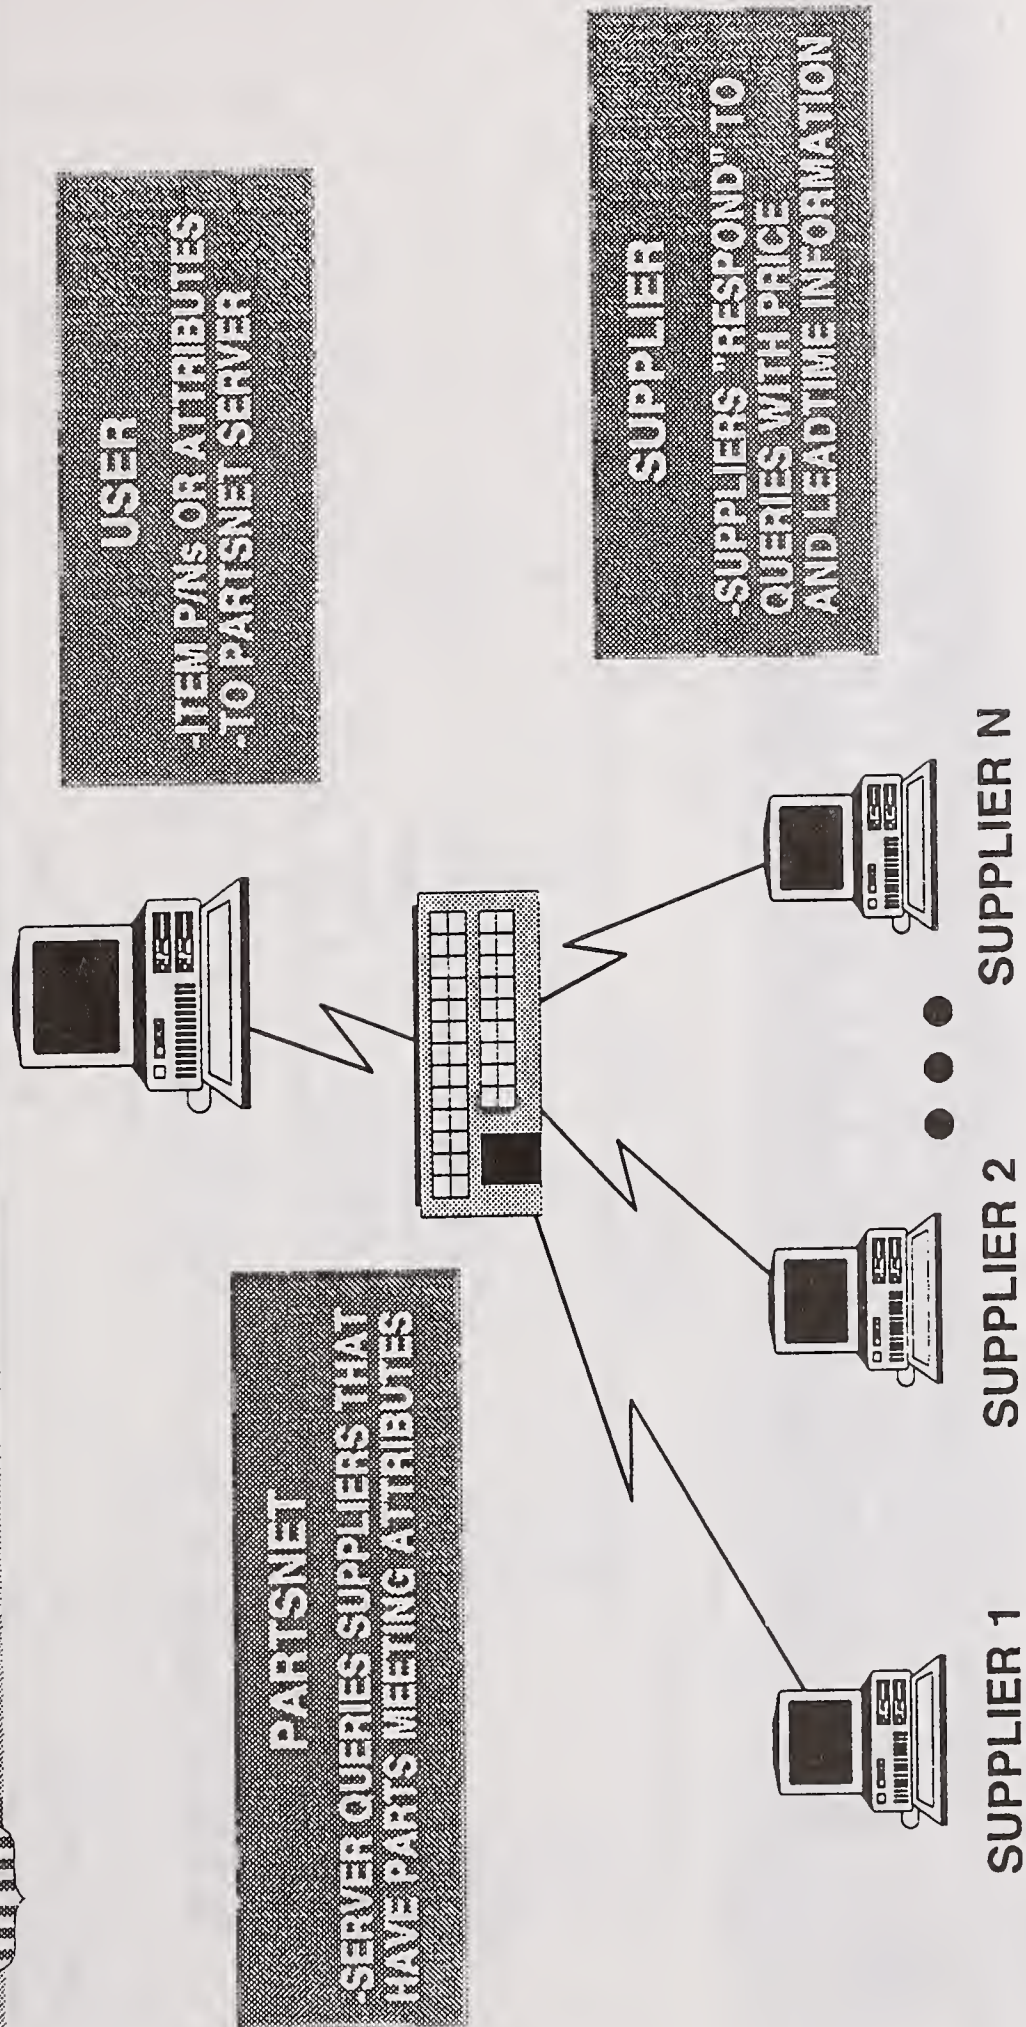 USER
-ITEM P/NS OR ATTRIBUTES
-TO PARTSNET SERVER
PARTSNET
-SERVER QUERIES SUPPLIERS THAT
HAVE PARTS MEETING ATTRIBUTES
SUPPLIER
-SUPPLIERS "RESPOND" TO
QUERIES WITH PRICE
AND LEADTIME INFORMATION
SUPPLIER 1
SUPPLIER 2
SUPPLIER N